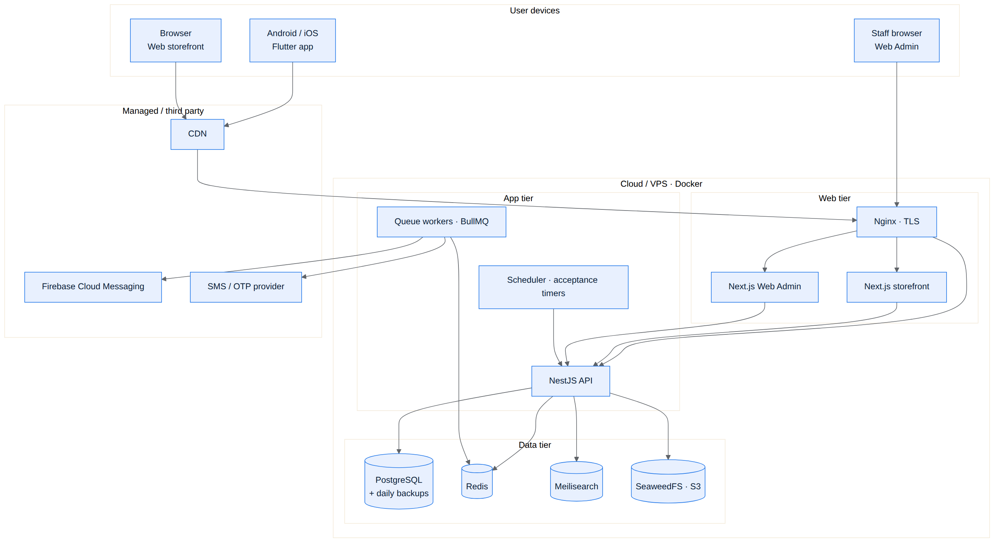 User devices
Browser
Web storefront
Android / iOS
Flutter app
Staff browser
Web Admin
Managed / third party
CDN
Cloud / VPS · Docker
App tier
Web tier
Queue workers · BullMQ
Nginx · TLS
Firebase Cloud Messaging
SMS / OTP provider
Scheduler · acceptance
timers
Next.js Web Admin
Next.js storefront
NestJS API
Data tier
PostgreSQL
+ daily backups
Redis
Meilisearch
SeaweedFS · S3